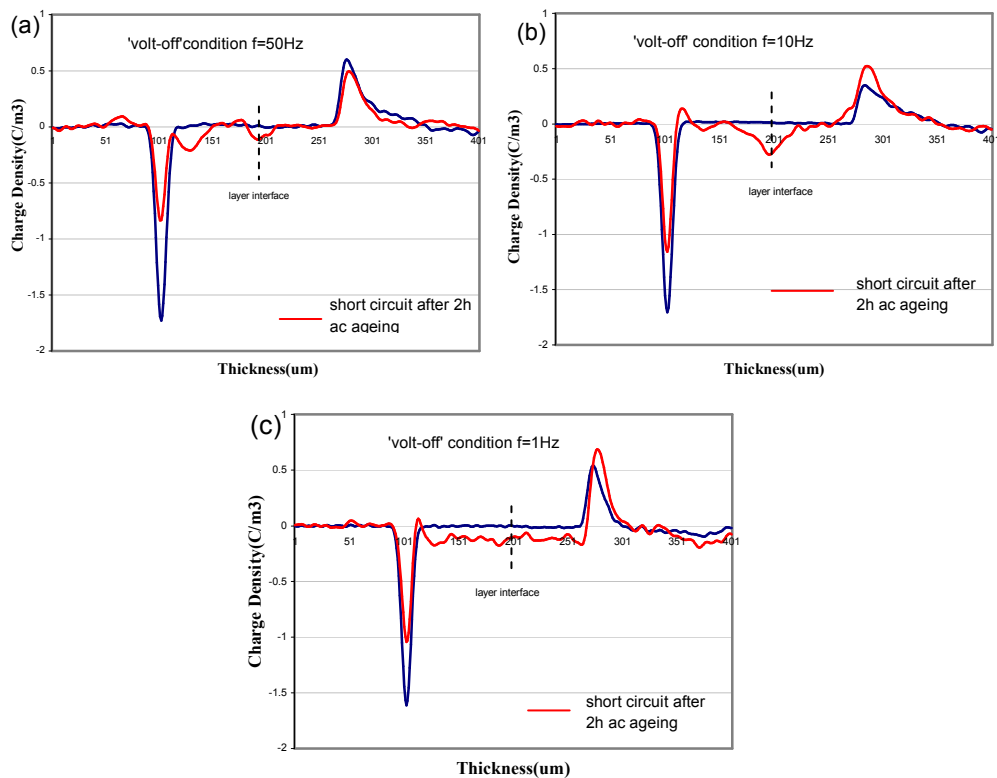 (a)
'volt-off'condition f=50Hz
1
0.5
0
-0.5
-1
-1.5
-2
1 51 101 151 201 251 301 351 401
layer interface
short circuit after 2h
ac ageing
Charge Density(C/m3)
Thickness(um)
(b)
'volt-off' condition f=10Hz
1
0.5
0
-0.5
-1
-1.5
-2
1 51 101 151 201 251 301 351 401
layer interface
short circuit after
2h ac ageing
Charge Density(C/m3)
Thickness(um)
(c)
'volt-off' condition f=1Hz
1
0.5
0
-0.5
-1
-1.5
-2
1 51 101 151 201 251 301 351 401
layer interface
short circuit after
2h ac ageing
Charge Density(C/m3)
Thickness(um)